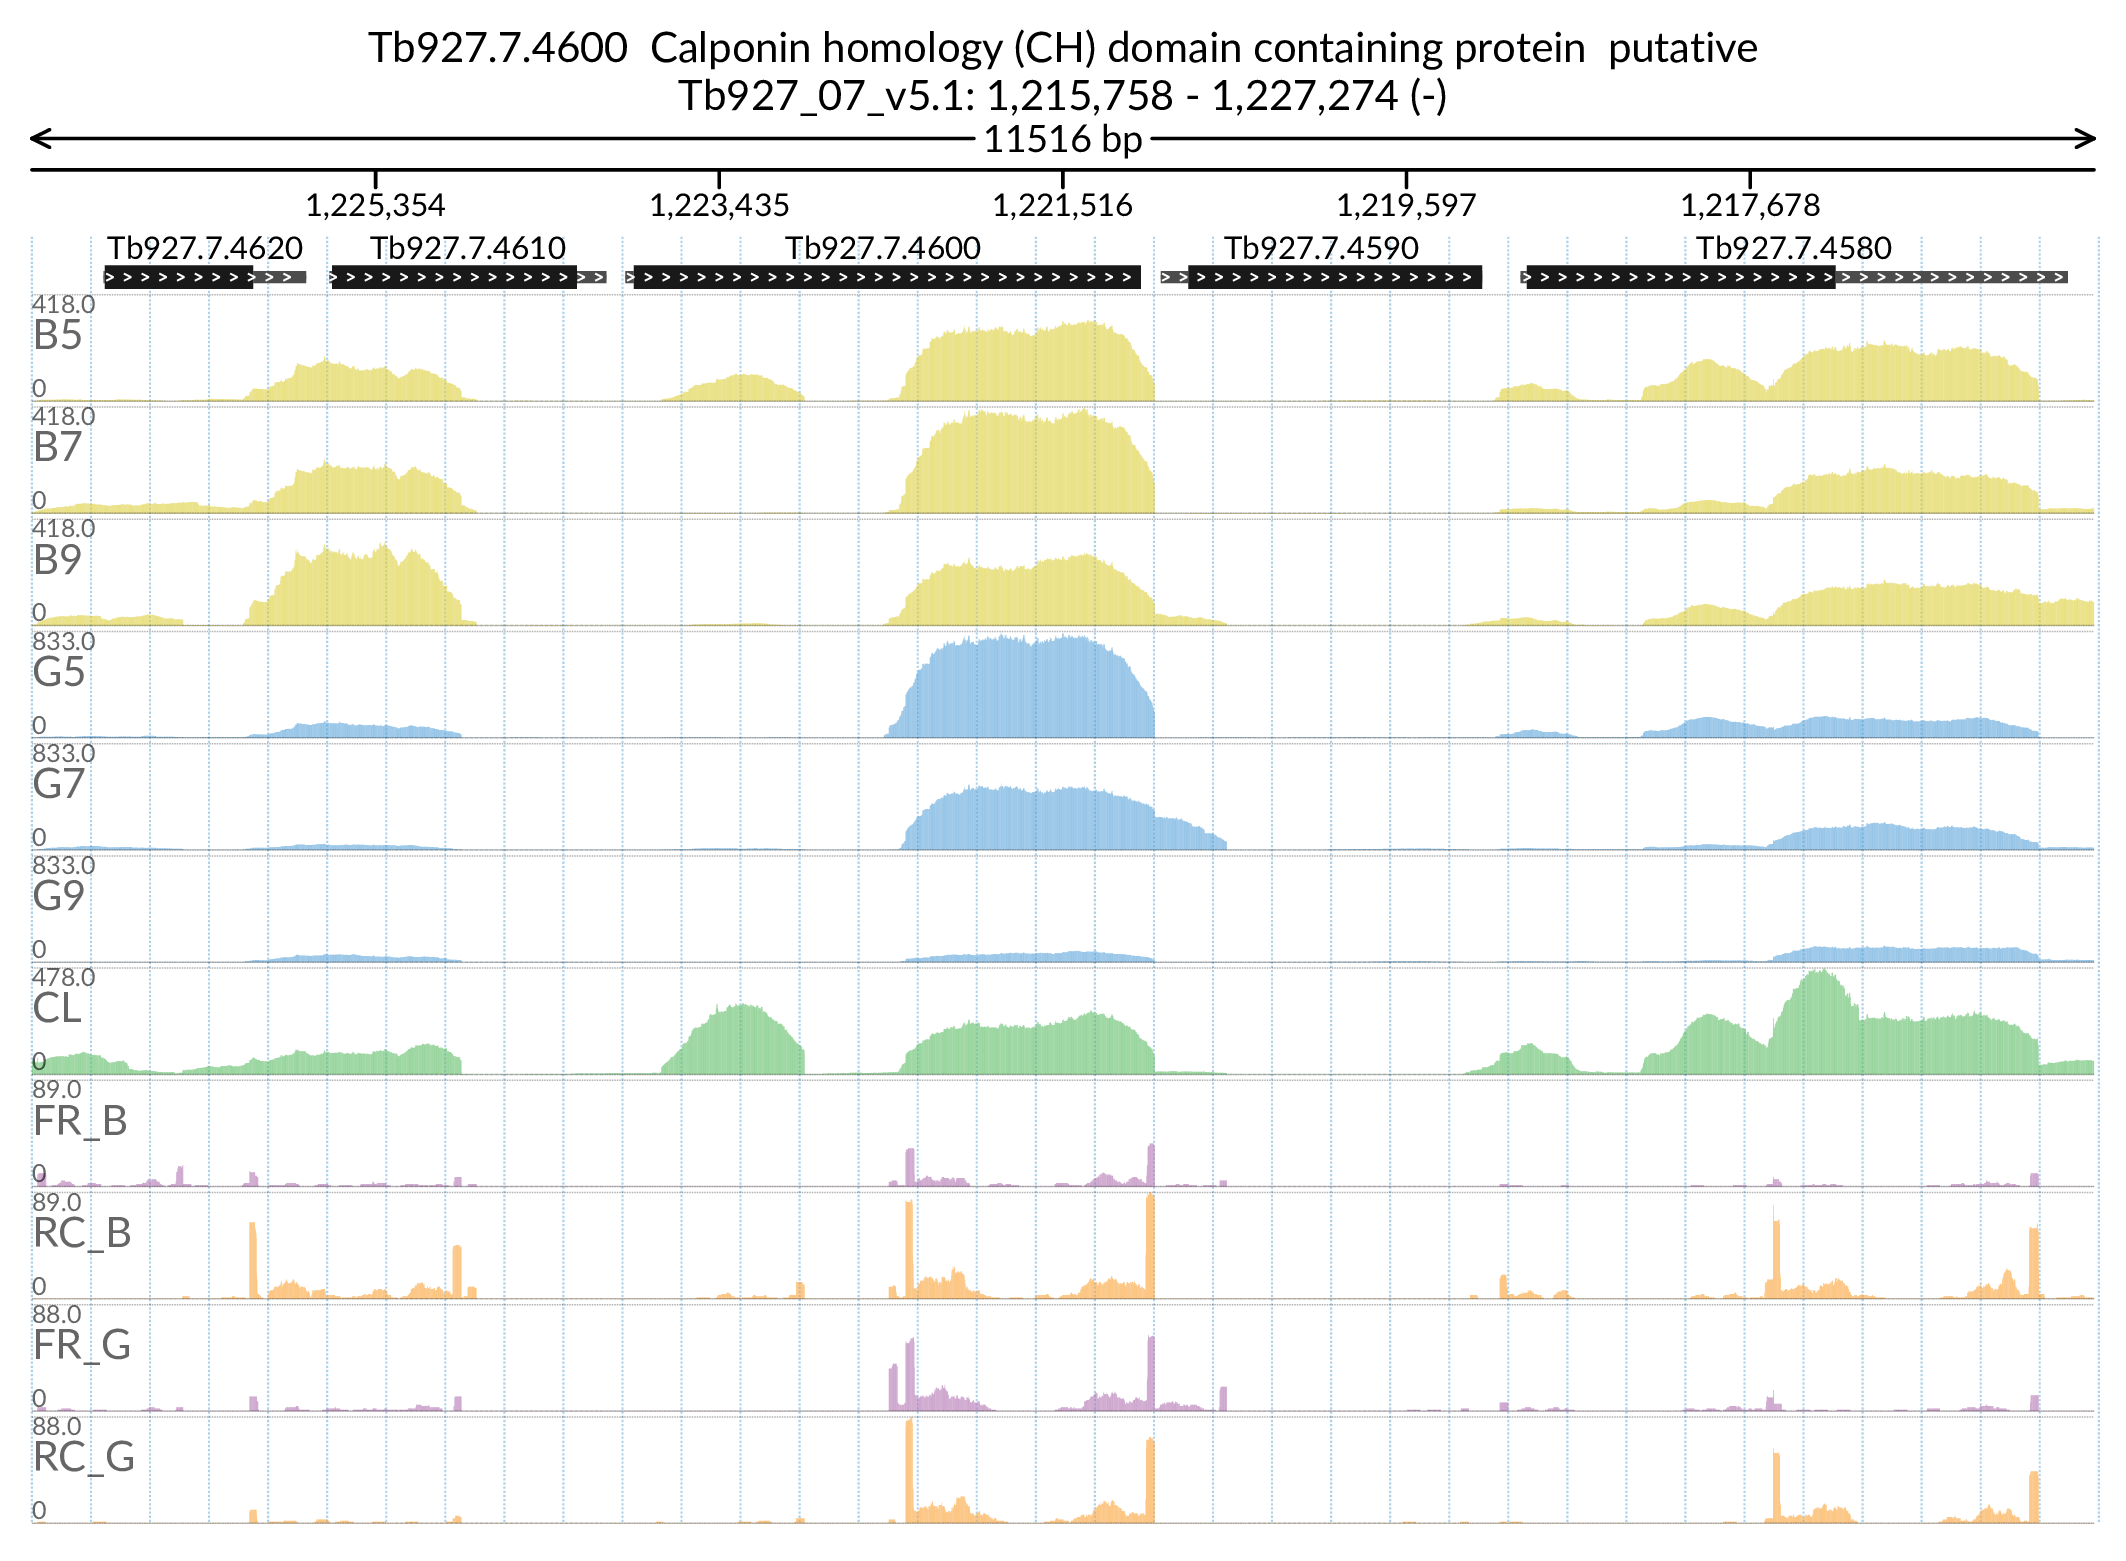 Tb927.7.4600  Calponin homology (CH) domain containing protein  putative
Tb927_07_v5.1: 1,215,758 - 1,227,274 (-)
11516 bp
1,225,354 1,223,435 1,221,516 1,219,597 1,217,678
Tb927.7.4620 Tb927.7.4610 Tb927.7.4600 Tb927.7.4590 Tb927.7.4580
418.0
B5
0
418.0
B7
0
418.0
B9
0
833.0
G5
0
833.0
G7
0
833.0
G9
0
478.0
CL
0
89.0
FR_B
0
89.0
RC_B
0
88.0
FR_G
0
88.0
RC_G
0